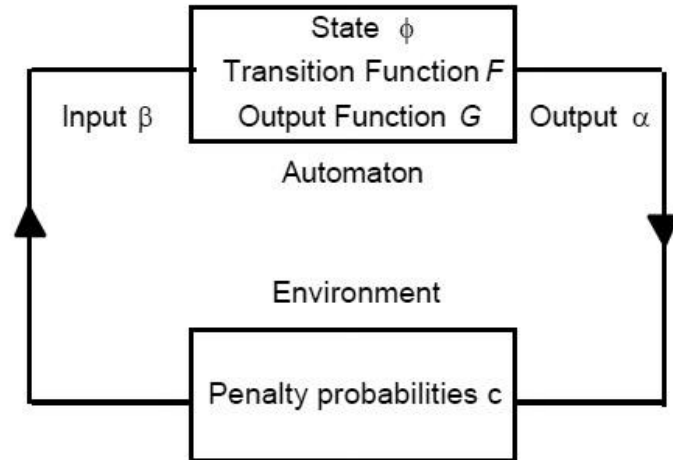 State ϕ
Transition Function F
Output Function G
Input β
Output α
Automaton
Environment
Penalty probabilities c